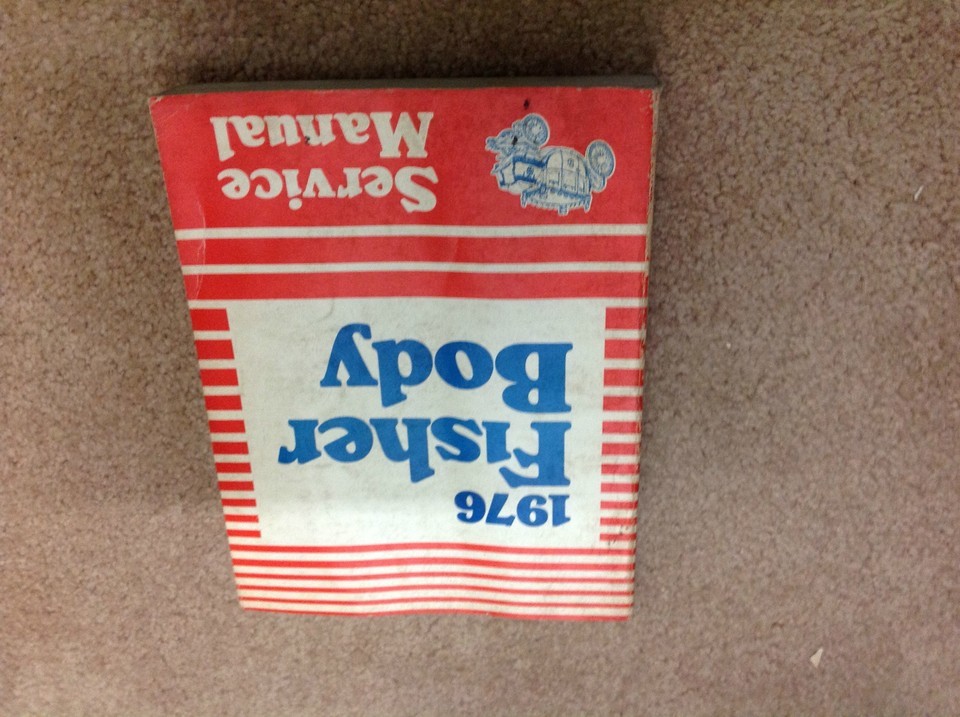 1976
Fisher
Body
Service
Manual